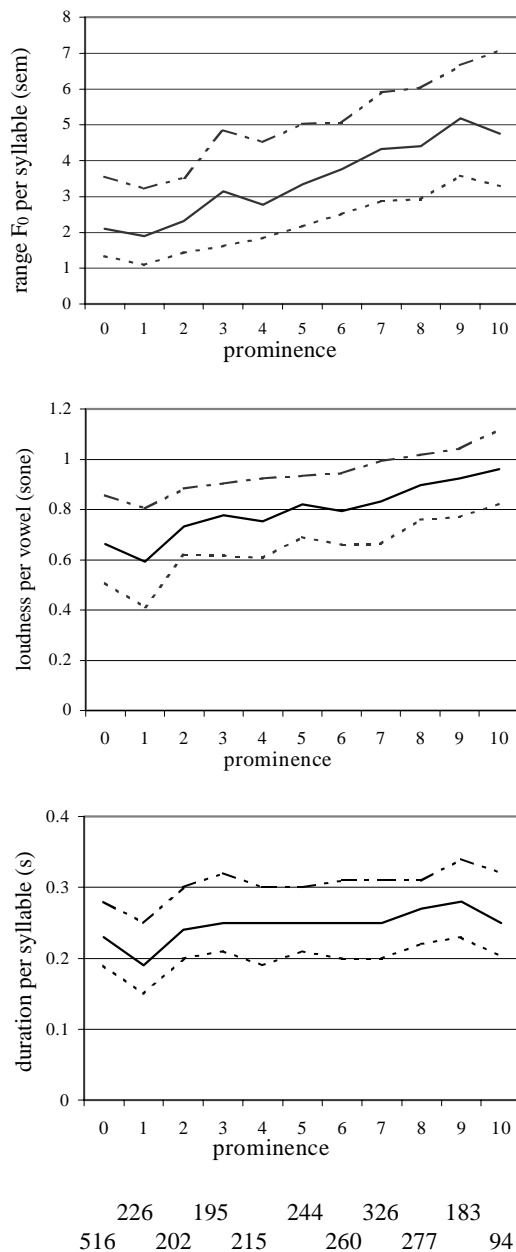 8
7
6
5
4
3
2
1
0
range F0 per syllable (sem)
0 1 2 3 4 5 6 7 8 9 10
prominence
1.2
1
0.8
0.6
0.4
0.2
0
loudness per vowel (sone)
0 1 2 3 4 5 6 7 8 9 10
prominence
0.4
0.3
0.2
0.1
0
duration per syllable (s)
0 1 2 3 4 5 6 7 8 9 10
prominence
226 195 244 326 183
516 202 215 260 277 94